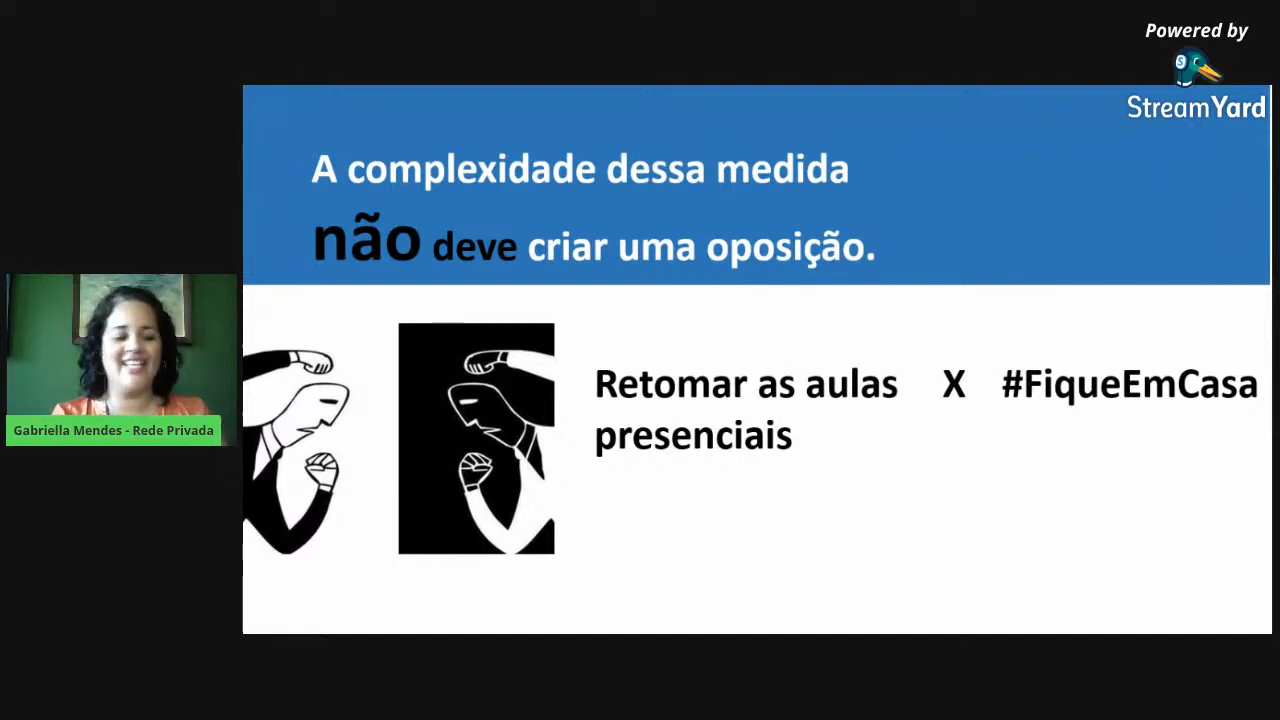 Powered by
StreamYard
A complexidade dessa medida
não deve criar uma oposição.
Retomar as aulas X #FiqueEmCasa
presenciais
Gabriella Mendes - Rede Privada